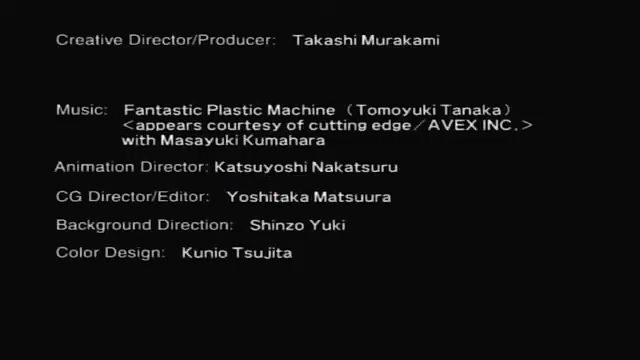 Creative Director/Producer: Takashi Murakami
Music: Fantastic Plastic Machine (Tomoyuki Tanaka)
<appears courtesy of cutting edge/AVEX INC.>
with Masayuki Kumahara
Animation Director: Katsuyoshi Nakatsuru
CG Director/Editor: Yoshitaka Matsuura
Background Direction: Shinzo Yuki
Color Design: Kunio Tsujita